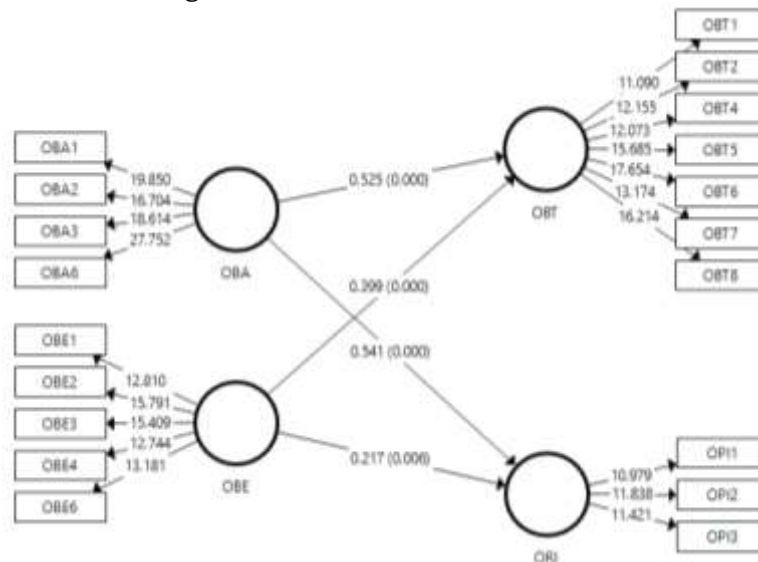 OBT1
OBT2
OBT4
OBT5
OBT6
OBT7
OBT8
11.090
12.155
12.073
15.685
17.654
13.174
16.214
OBT
OBA1
OBA2
OBA3
OBA6
19.850
16.704
18.614
27.752
OBA
0.525 (0.000)
0.399 (0.000)
0.541 (0.000)
0.217 (0.006)
OBE1
OBE2
OBE3
OBE4
OBE6
12.810
15.791
15.409
12.744
13.181
OBE
OPI1
OPI2
OPI3
10.979
11.838
11.421